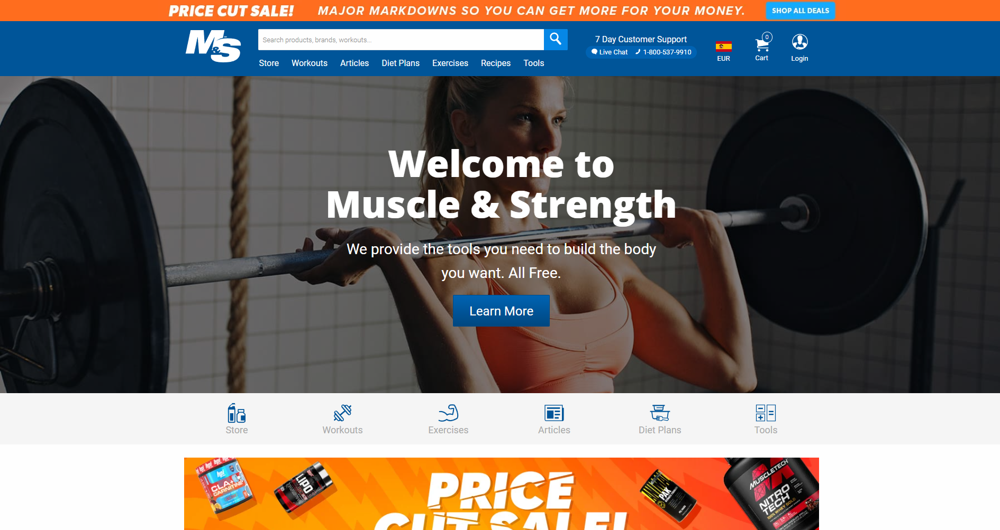 PRICE CUT SALE! MAJOR MARKDOWNS SO YOU CAN GET MORE FOR YOUR MONEY. SHOP ALL DEALS
M&S
Search products, brands, workouts...
7 Day Customer Support
Live Chat 1-800-537-9910
EUR
0
Cart
Login
Store Workouts Articles Diet Plans Exercises Recipes Tools
Welcome to
Muscle & Strength
We provide the tools you need to build the body
you want. All Free.
Learn More
Store Workouts Exercises Articles Diet Plans Tools
PRICE
CUT SALE!
bpi
CLA+
CARNITINE
LIPO
ANIMAL
PAK
MUSCLETECH
NITRO
TECH
100% WHEY GOLD